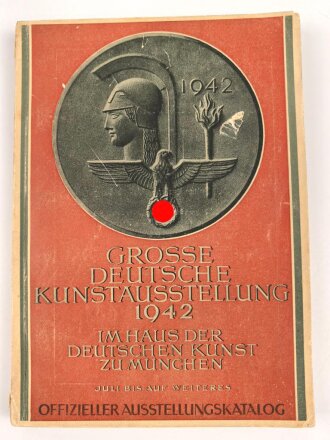 1942
GROSSE
DEUTSCHE
KUNSTAUSSTELLUNG
1942
IM HAUS DER
DEUTSCHEN KUNST
ZU MÜNCHEN
JULI BIS AUF WEITERES
OFFIZIELLER AUSSTELLUNGSKATALOG